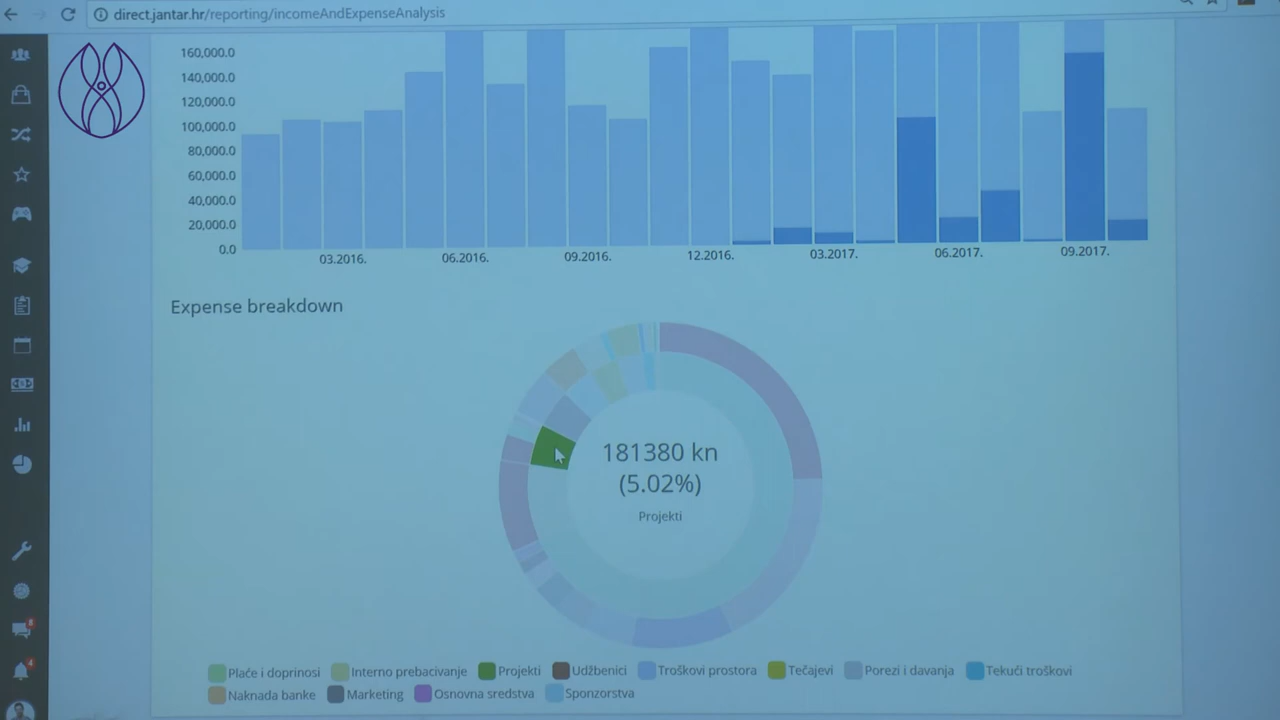 direct.jantar.hr/reporting/incomeAndExpenseAnalysis
160,000.0
140,000.0
120,000.0
100,000.0
80,000.0
60,000.0
40,000.0
20,000.0
0.0
03.2016. 06.2016. 09.2016. 12.2016. 03.2017. 06.2017. 09.2017.
Expense breakdown
181380 kn
(5.02%)
Projekti
Plaće i doprinosi Interno prebacivanje Projekti Udžbenici Troškovi prostora Tečajevi Porezi i davanja Tekući troškovi
Naknada banke Marketing Osnovna sredstva Sponzorstva
8
4